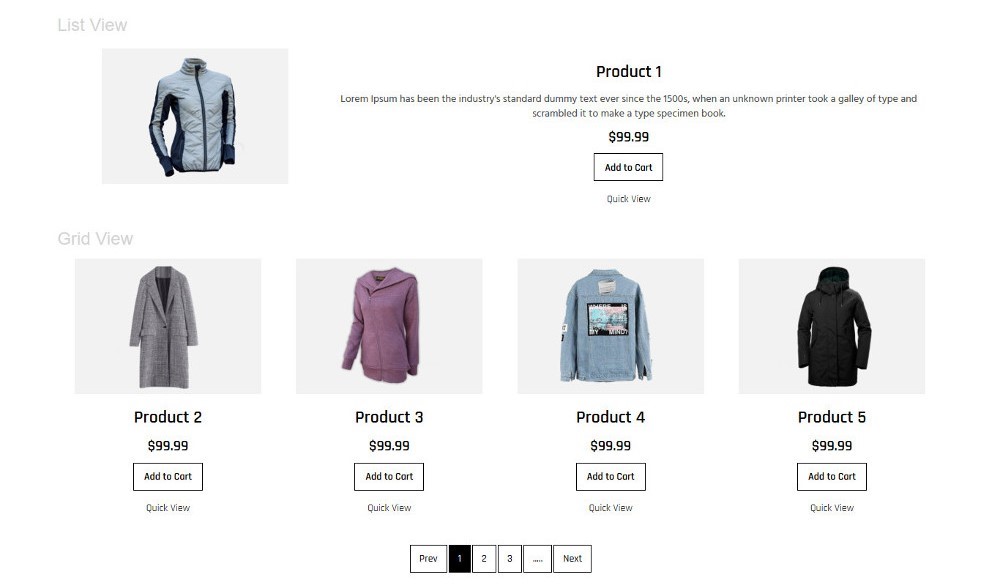 List View
Product 1
Lorem Ipsum has been the industry's standard dummy text ever since the 1500s, when an unknown printer took a galley of type and
scrambled it to make a type specimen book.
$99.99
Add to Cart
Quick View
Grid View
WHERE IS
MY MIND?
Product 2 Product 3 Product 4 Product 5
$99.99 $99.99 $99.99 $99.99
Add to Cart Add to Cart Add to Cart Add to Cart
Quick View Quick View Quick View Quick View
Prev 1 2 3 ..... Next